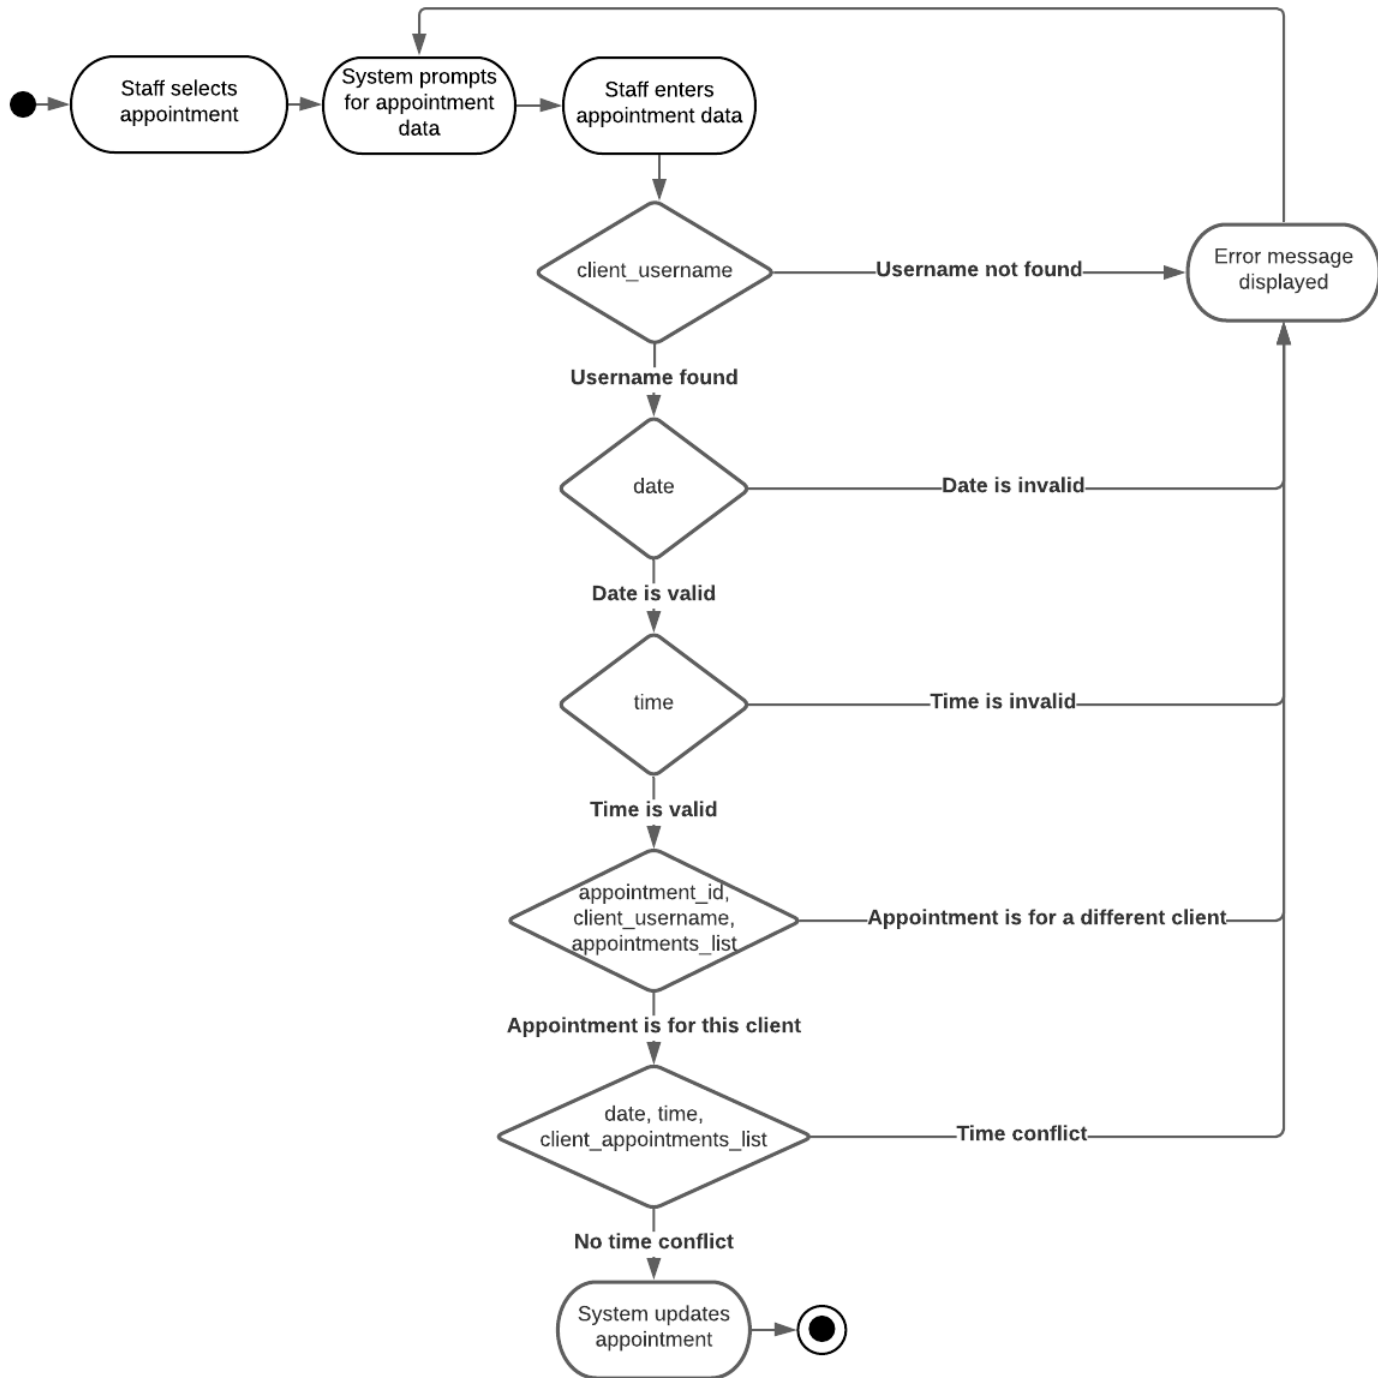 Staff selects
appointment
System prompts
for appointment
data
Staff enters
appointment data
client_username
Username not found
Error message
displayed
Username found
date
Date is invalid
Date is valid
time
Time is invalid
Time is valid
appointment_id,
client_username,
appointments_list
Appointment is for a different client
Appointment is for this client
date, time,
client_appointments_list
Time conflict
No time conflict
System updates
appointment